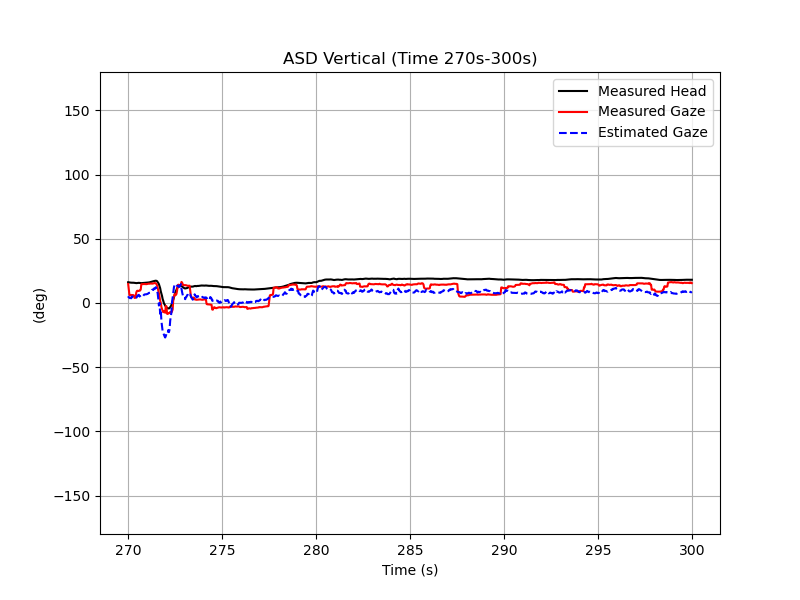 ASD Vertical (Time 270s-300s)
Measured Head
Measured Gaze
Estimated Gaze
150
100
50
0
−50
−100
−150
(deg)
270 275 280 285 290 295 300
Time (s)